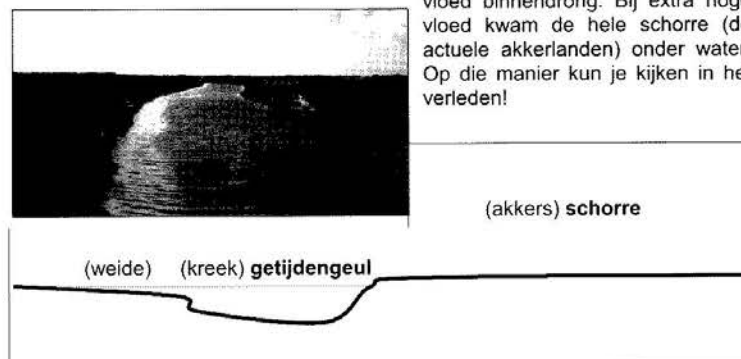 vloed binnendrong. Bij extra hoge
vloed kwam de hele schorre (de
actuele akkerlanden) onder water
Op die manier kun je kijken in he
verleden!
(akkers) schorre
(weide) (kreek) getijdengeul